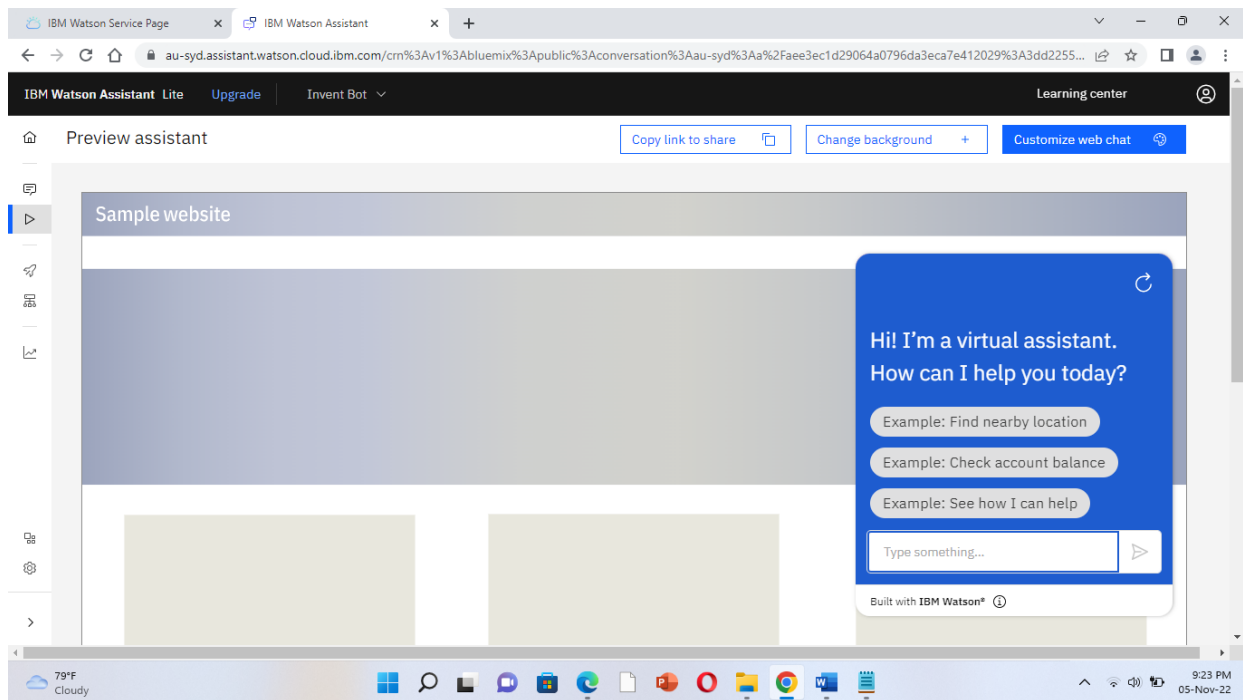 IBM Watson Service Page
IBM Watson Assistant
au-syd.assistant.watson.cloud.ibm.com/crn%3Av1%3Abluemix%3Apublic%3Aconversation%3Aau-syd%3Aa%2Faee3ec1d29064a0796da3eca7e412029%3A3dd2255...
IBM Watson Assistant Lite Upgrade Invent Bot Learning center
Preview assistant Copy link to share Change background + Customize web chat
Sample website
Hi! I'm a virtual assistant.
How can I help you today?
Example: Find nearby location
Example: Check account balance
Example: See how I can help
Type something...
Built with IBM Watson®
79°F
Cloudy
9:23 PM
05-Nov-22